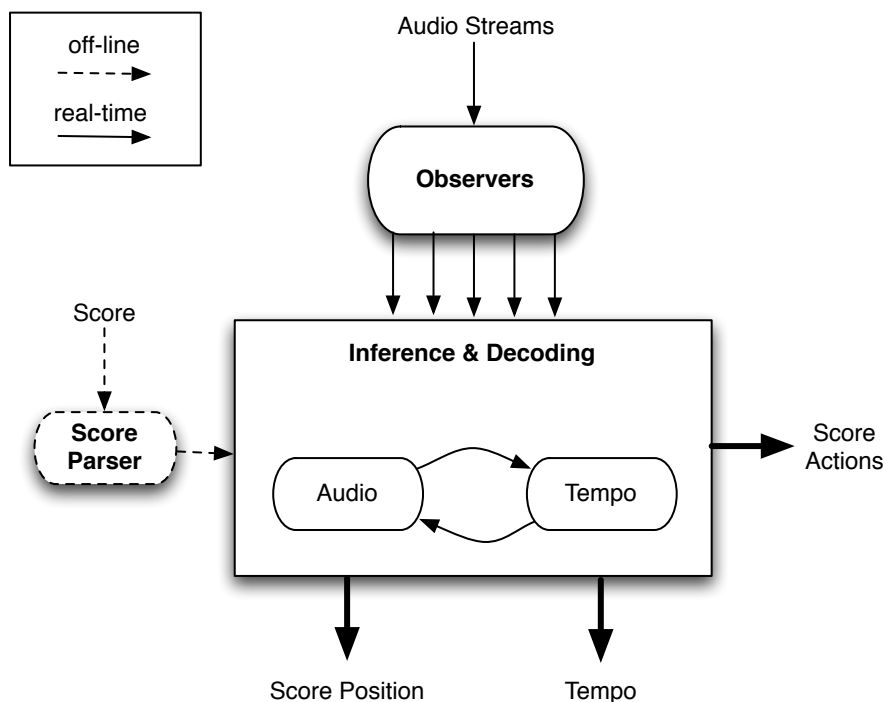 off-line
real-time
Audio Streams
Observers
Score
Inference & Decoding
Score
Parser
Audio
Tempo
Score
Actions
Score Position
Tempo